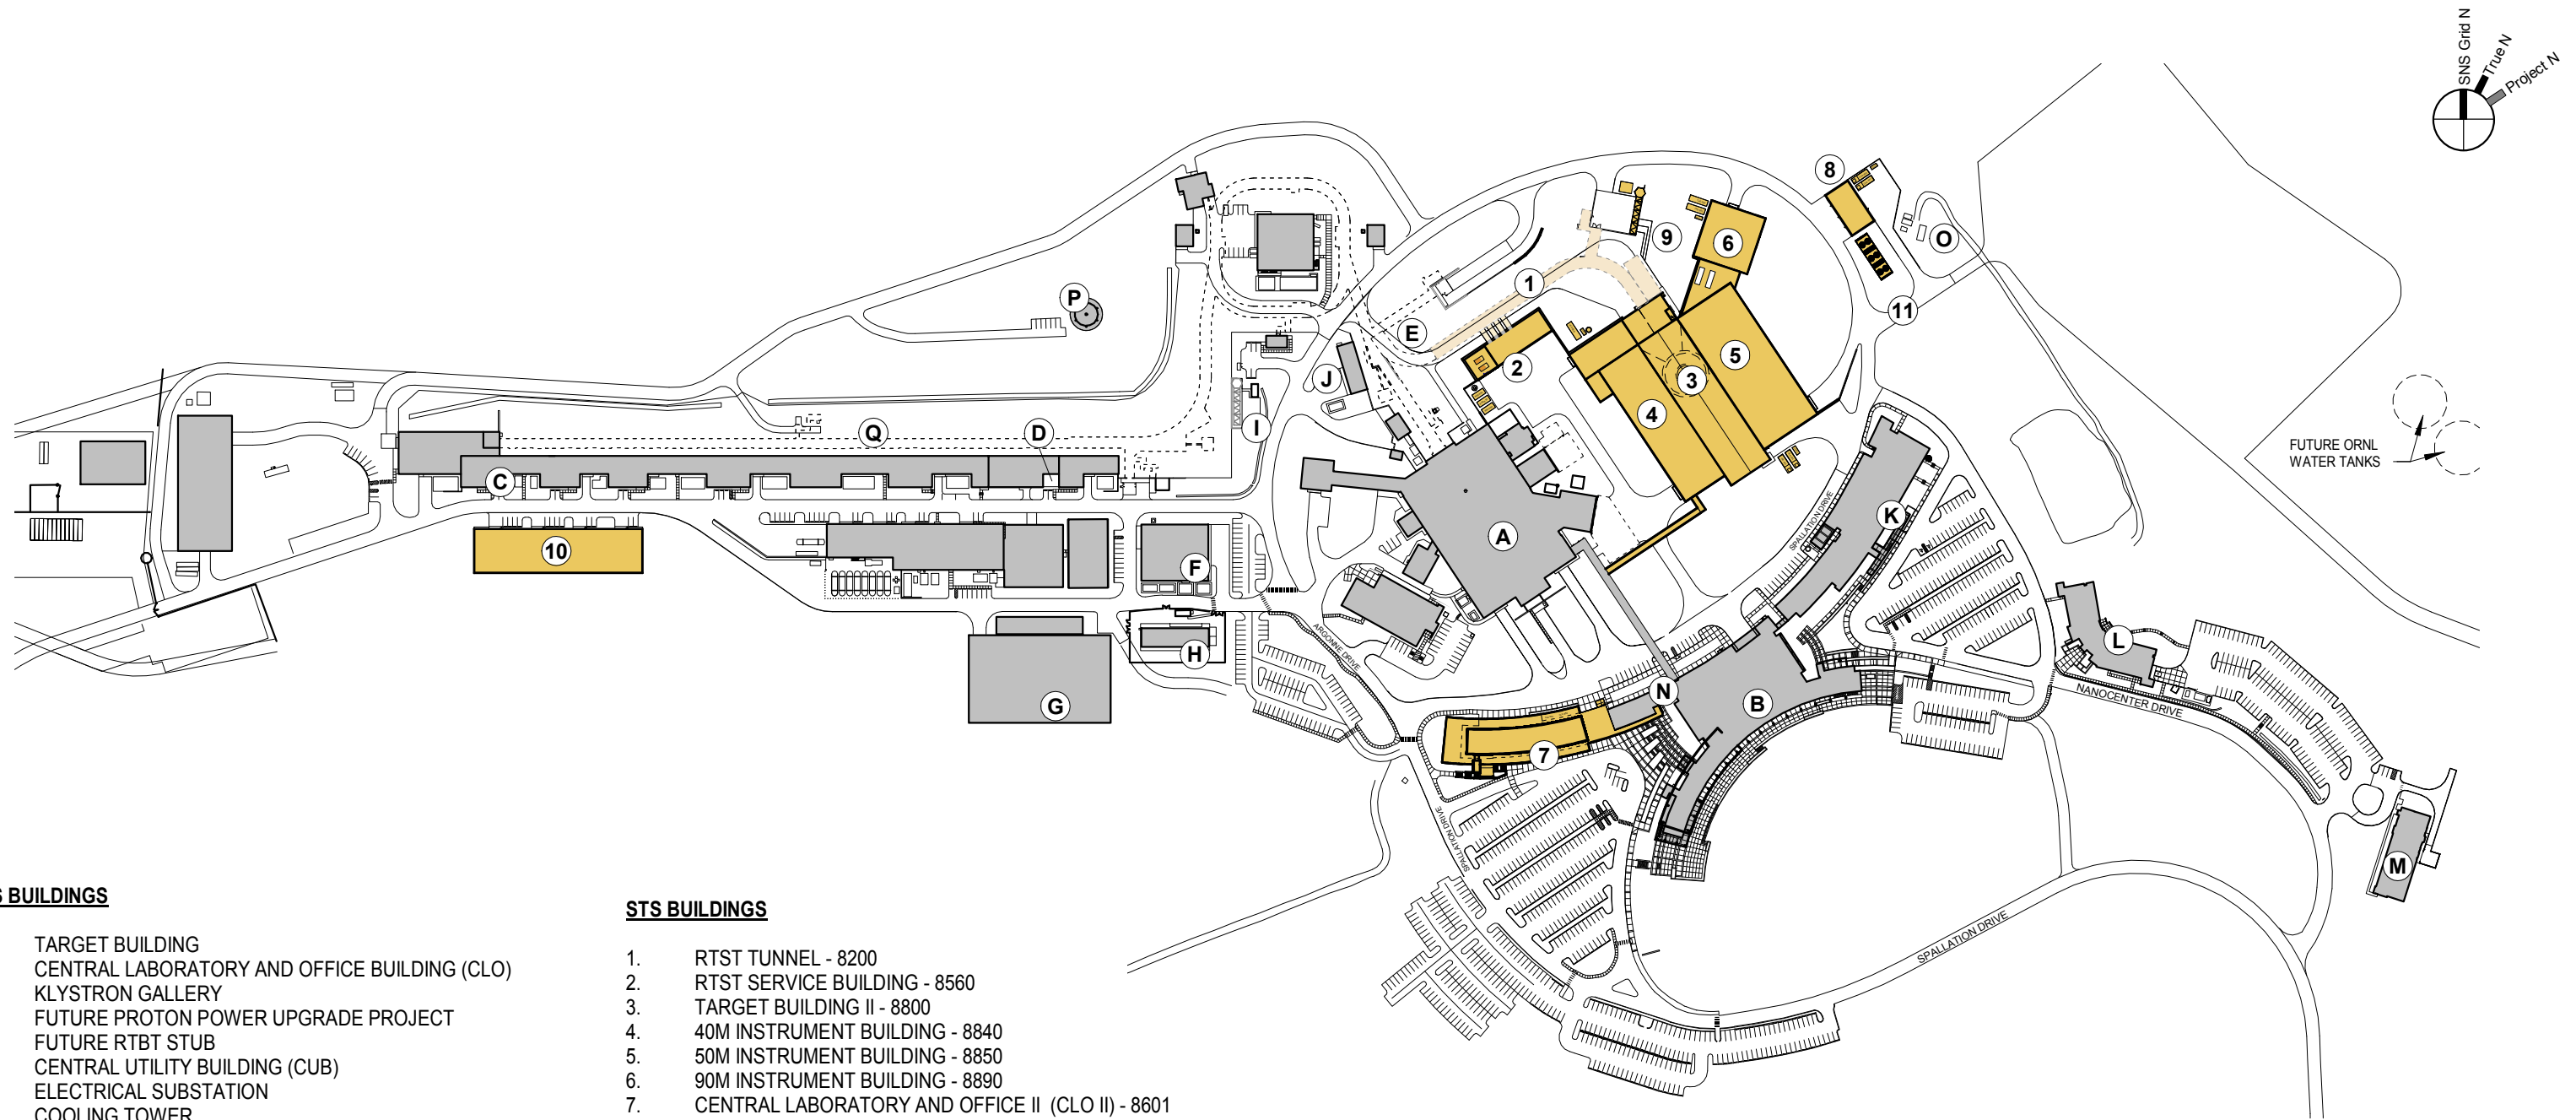 SNS Grid N
True N
Project N
8
P
9
6
O
1
11
E
5
J
2
3
4
I
Q
D
FUTURE ORNL
WATER TANKS
C
K
SPALLATION DRIVE
10
A
F
ARGONNE DRIVE
L
H
N
NANOCENTER DRIVE
B
G
7
SPALLATION DRIVE
M
SPALLATION DRIVE
S BUILDINGS
TARGET BUILDING
CENTRAL LABORATORY AND OFFICE BUILDING (CLO)
KLYSTRON GALLERY
FUTURE PROTON POWER UPGRADE PROJECT
FUTURE RTBT STUB
CENTRAL UTILITY BUILDING (CUB)
ELECTRICAL SUBSTATION
COOLING TOWER
STS BUILDINGS
1. RTST TUNNEL - 8200
2. RTST SERVICE BUILDING - 8560
3. TARGET BUILDING II - 8800
4. 40M INSTRUMENT BUILDING - 8840
5. 50M INSTRUMENT BUILDING - 8850
6. 90M INSTRUMENT BUILDING - 8890
7. CENTRAL LABORATORY AND OFFICE II (CLO II) - 8601